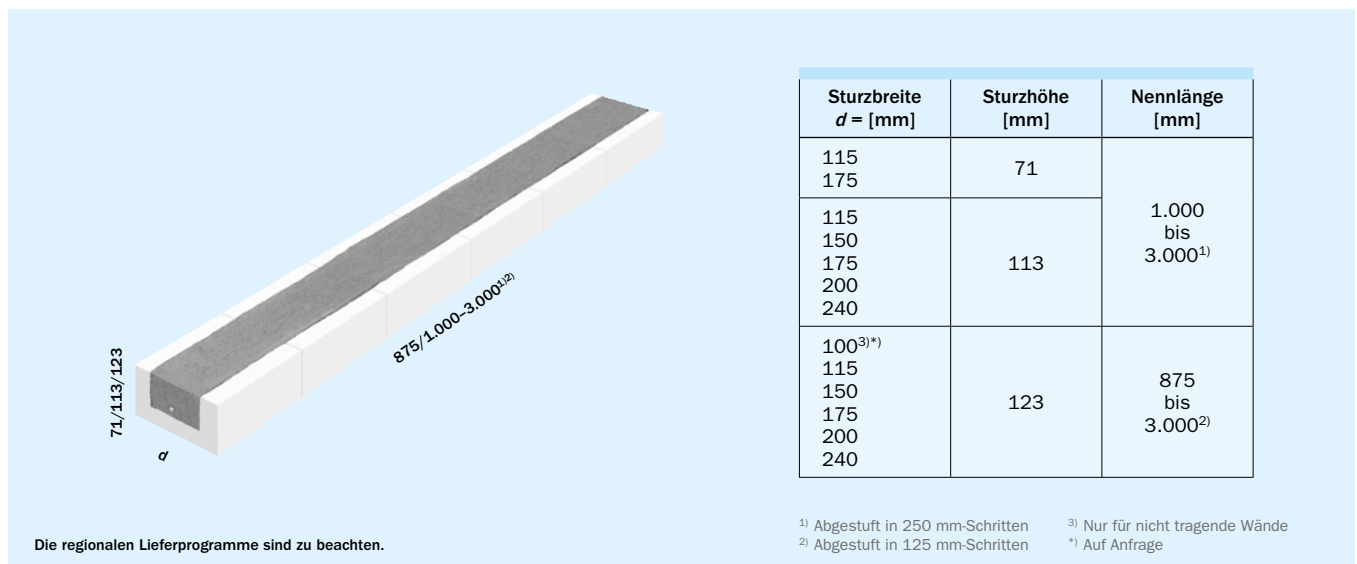 71/113/123
d
875/1.000–3.000¹⁾²⁾
Die regionalen Lieferprogramme sind zu beachten.
Sturzbreite Sturzhöhe Nennlänge
d = [mm] [mm] [mm]
115
175
71
115
150
175
200
240
113
1.000
bis
3.000¹⁾
100³⁾*⁾
115
150
175
200
240
123
875
bis
3.000²⁾
¹⁾ Abgestuft in 250 mm-Schritten
²⁾ Abgestuft in 125 mm-Schritten
³⁾ Nur für nicht tragende Wände
*⁾ Auf Anfrage